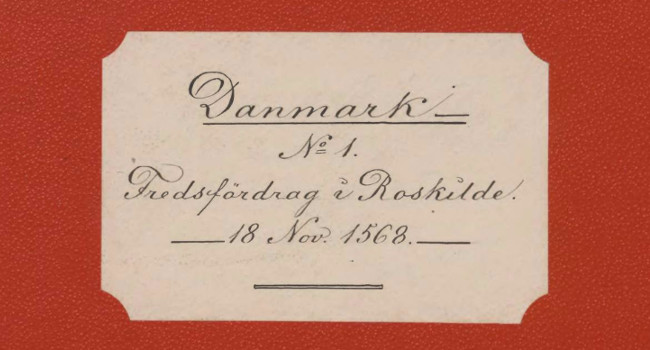 Danmark
No 1.
Fredsfördrag i Roskilde.
18 Nov. 1568.